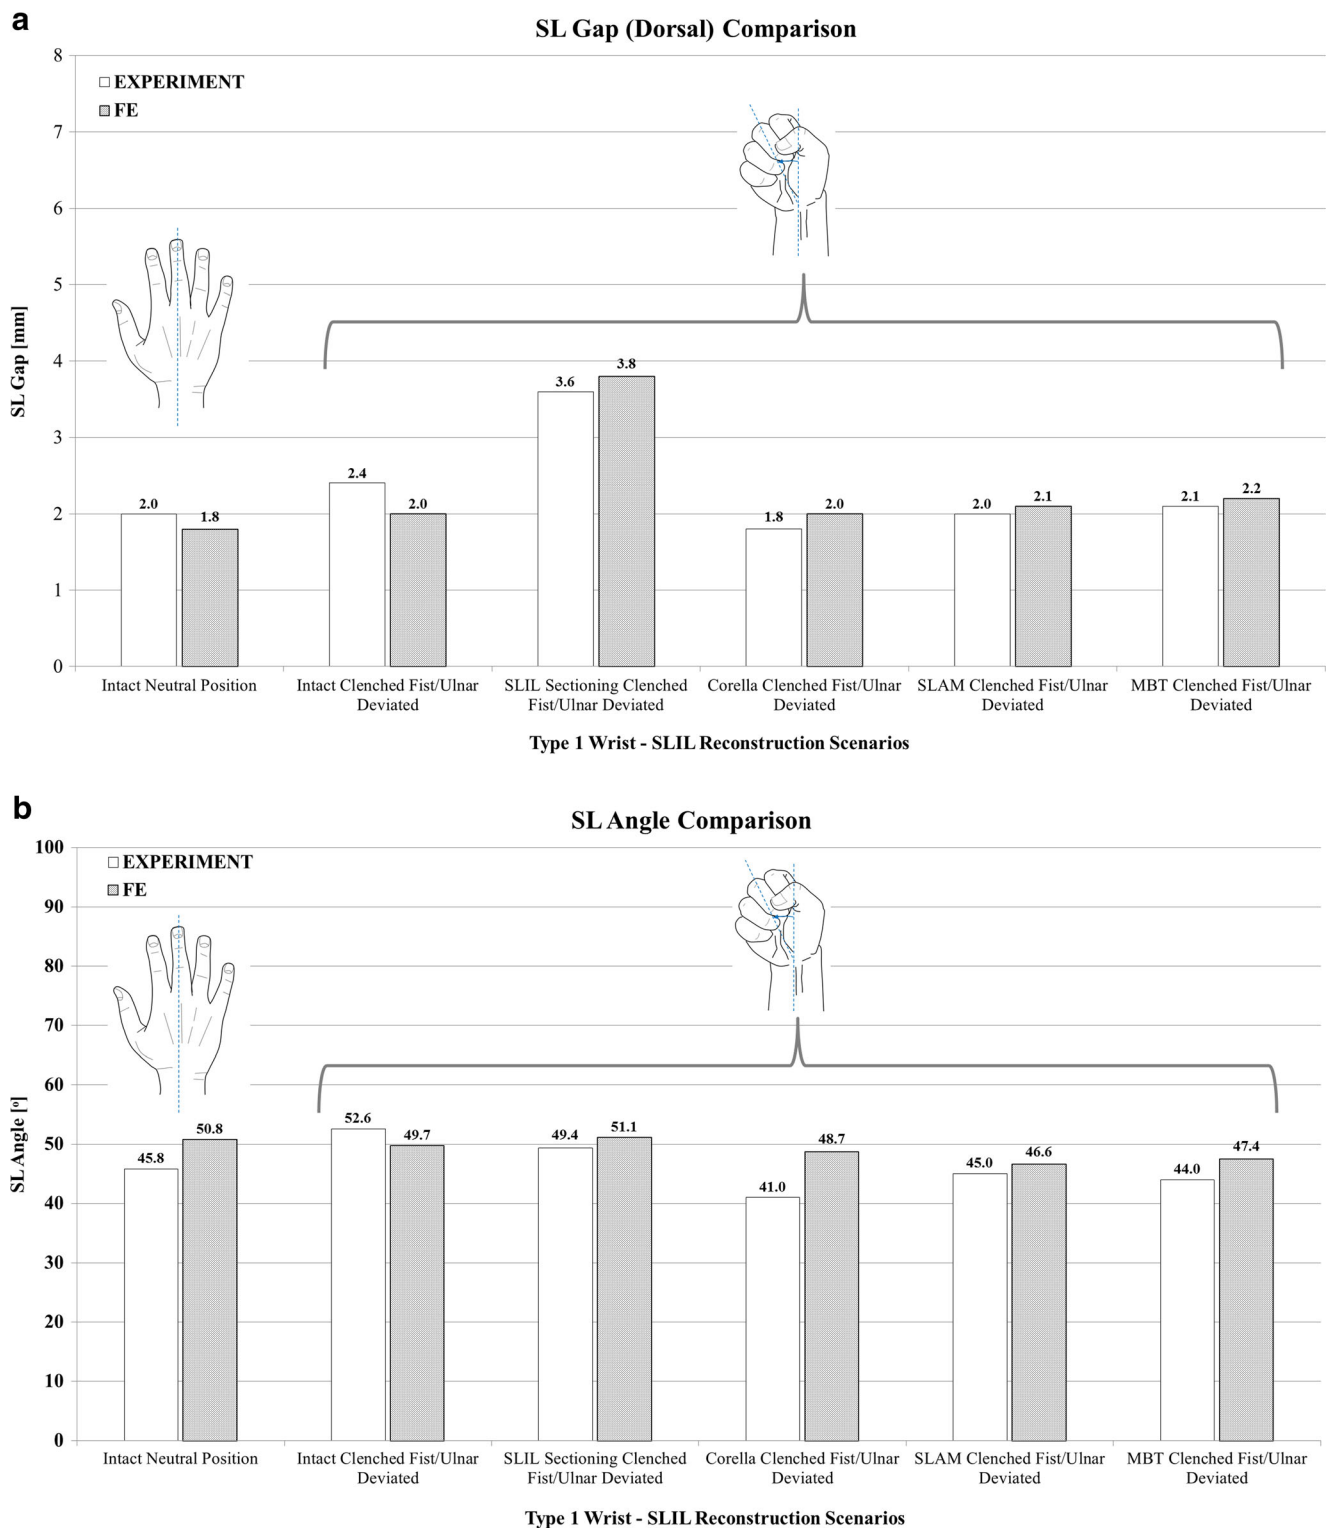 a
SL Gap (Dorsal) Comparison
8
EXPERIMENT
FE
7
6
5
4
3
2
1
0
SL Gap [mm]
2.0
1.8
2.4
2.0
3.6
3.8
1.8
2.0
2.0
2.1
2.1
2.2
Intact Neutral Position
Intact Clenched Fist/Ulnar
Deviated
SLIL Sectioning Clenched
Fist/Ulnar Deviated
Corella Clenched Fist/Ulnar
Deviated
SLAM Clenched Fist/Ulnar
Deviated
MBT Clenched Fist/Ulnar
Deviated
Type 1 Wrist - SLIL Reconstruction Scenarios
b
SL Angle Comparison
100
EXPERIMENT
FE
90
80
70
60
50
40
30
20
10
0
SL Angle [º]
45.8
50.8
52.6
49.7
49.4
51.1
41.0
48.7
45.0
46.6
44.0
47.4
Intact Neutral Position
Intact Clenched Fist/Ulnar
Deviated
SLIL Sectioning Clenched
Fist/Ulnar Deviated
Corella Clenched Fist/Ulnar
Deviated
SLAM Clenched Fist/Ulnar
Deviated
MBT Clenched Fist/Ulnar
Deviated
Type 1 Wrist - SLIL Reconstruction Scenarios